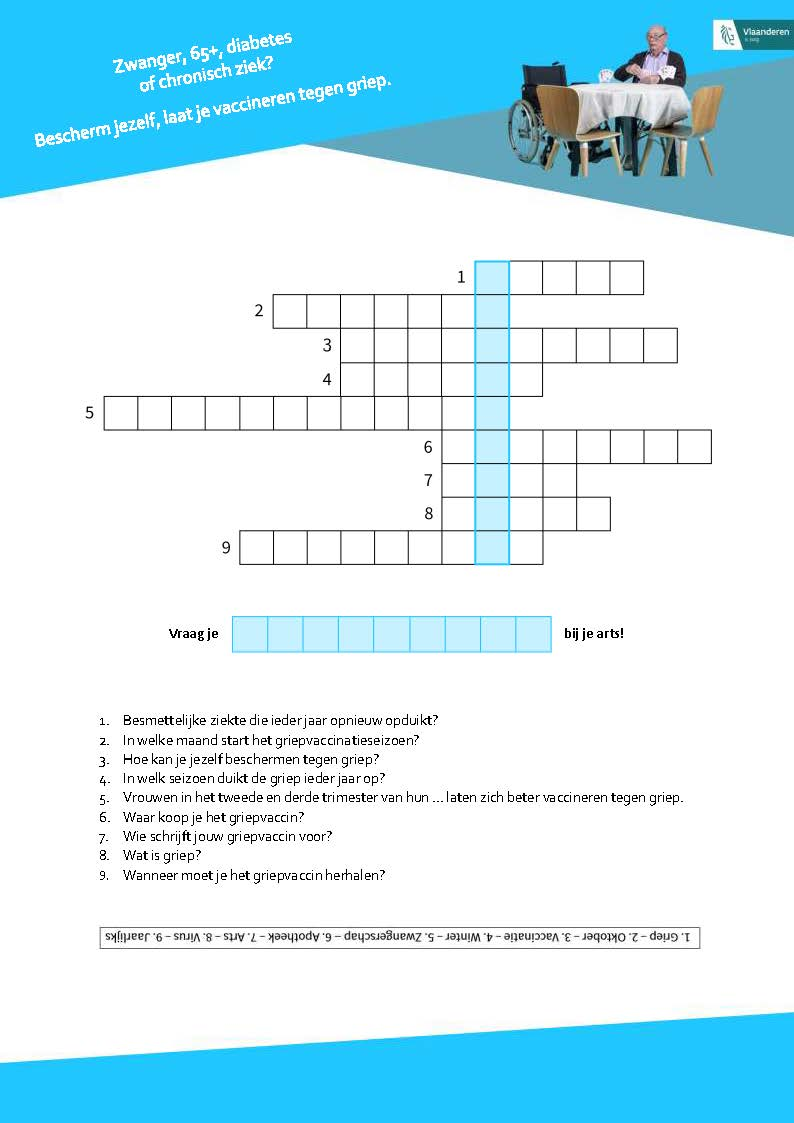 Zwanger, 65+, diabetes
of chronisch ziek?
Bescherm jezelf, laat je vaccineren tegen griep.
Vlaanderen
is zorg
1
2
3
4
5
6
7
8
9
Vraag je
bij je arts!
1. Besmettelijke ziekte die ieder jaar opnieuw opduikt?
2. In welke maand start het griepvaccinatieseizoen?
3. Hoe kan je jezelf beschermen tegen griep?
4. In welk seizoen duikt de griep ieder jaar op?
5. Vrouwen in het tweede en derde trimester van hun ... laten zich beter vaccineren tegen griep.
6. Waar koop je het griepvaccin?
7. Wie schrijft jouw griepvaccin voor?
8. Wat is griep?
9. Wanneer moet je het griepvaccin herhalen?
1. Griep – 2. Oktober – 3. Vaccinatie – 4. Winter – 5. Zwangerschap – 6. Apotheek – 7. Arts – 8. Virus – 9. Jaarlijks